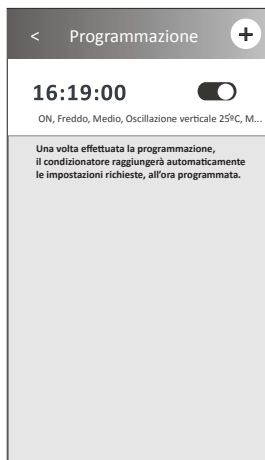 < Programmazione +
16:19:00
ON, Freddo, Medio, Oscillazione verticale 25ºC, M...
Una volta effettuata la programmazione,
il condizionatore raggiungerà automaticamente
le impostazioni richieste, all'ora programmata.